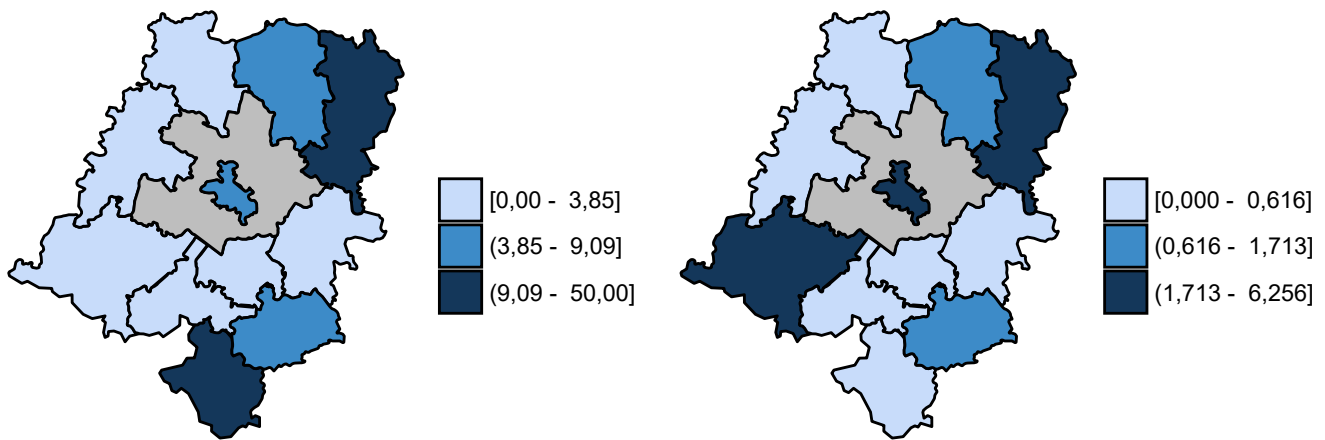 [0,00 -  3,85]
(3,85 -  9,09]
(9,09 - 50,00]
[0,000 -  0,616]
(0,616 -  1,713]
(1,713 -  6,256]